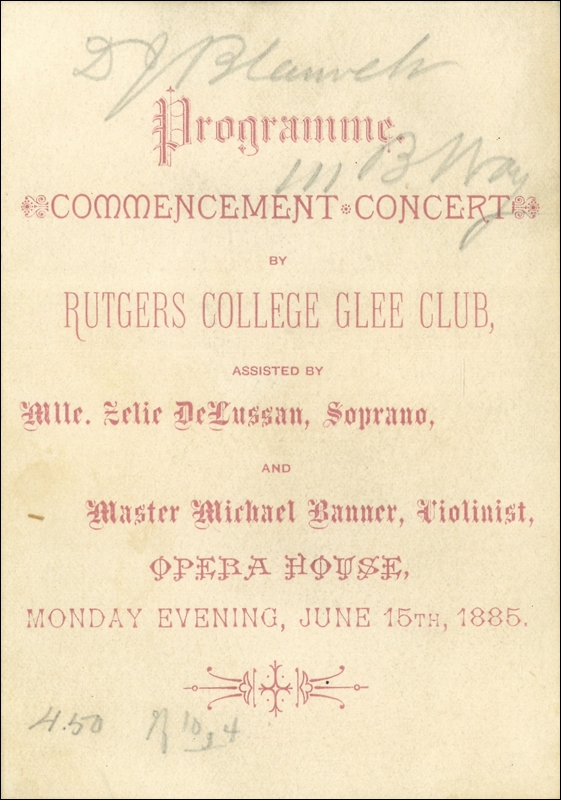 D J Blauvelt
Programme.
111 B. Way
COMMENCEMENT CONCERT
BY
RUTGERS COLLEGE GLEE CLUB,
ASSISTED BY
Mlle. Zelie DeLussan, Soprano,
AND
Master Michael Banner, Violinist,
OPERA HOUSE,
MONDAY EVENING, JUNE 15TH, 1885.
4.50